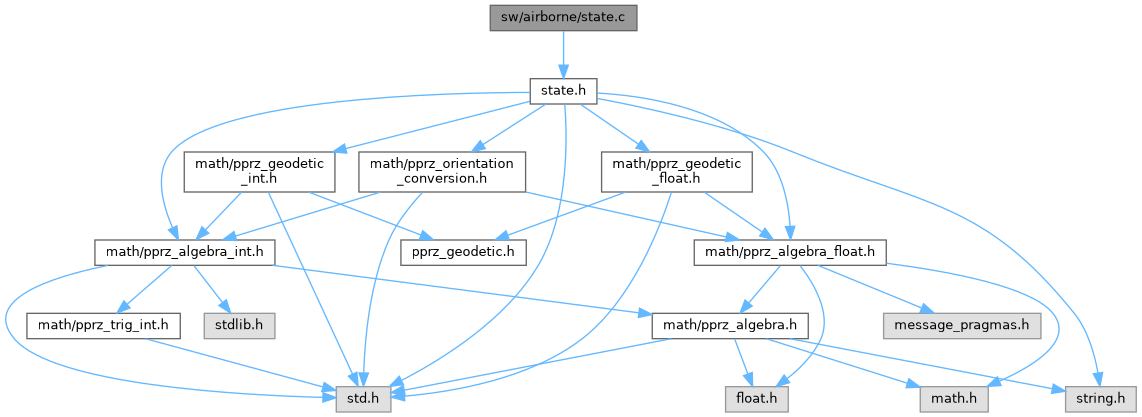 sw/airborne/state.c
state.h
math/pprz_geodetic
_int.h
math/pprz_orientation
_conversion.h
math/pprz_geodetic
_float.h
math/pprz_algebra_int.h
pprz_geodetic.h
math/pprz_algebra_float.h
math/pprz_trig_int.h
stdlib.h
math/pprz_algebra.h
message_pragmas.h
std.h
float.h
math.h
string.h